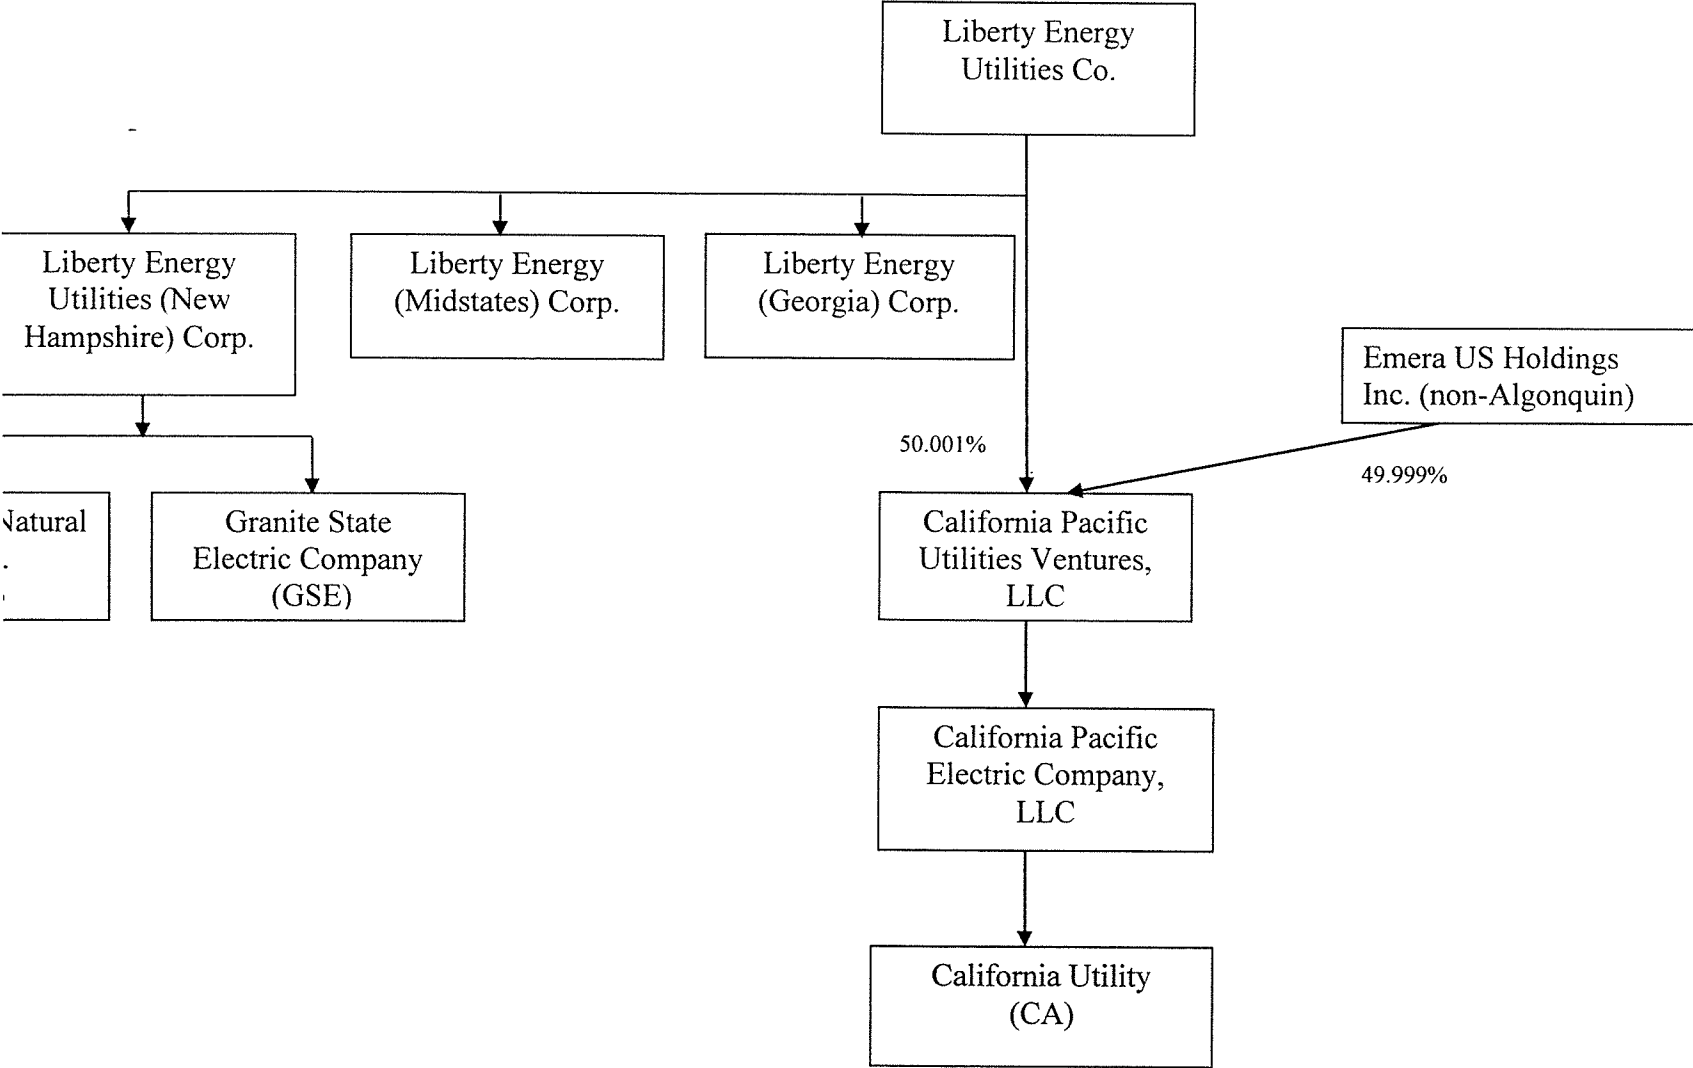 Liberty Energy
Utilities Co.
Liberty Energy
Utilities (New
Hampshire) Corp.
Liberty Energy
(Midstates) Corp.
Liberty Energy
(Georgia) Corp.
Emera US Holdings
Inc. (non-Algonquin)
50.001%
49.999%
Natural
.
Granite State
Electric Company
(GSE)
California Pacific
Utilities Ventures,
LLC
California Pacific
Electric Company,
LLC
California Utility
(CA)